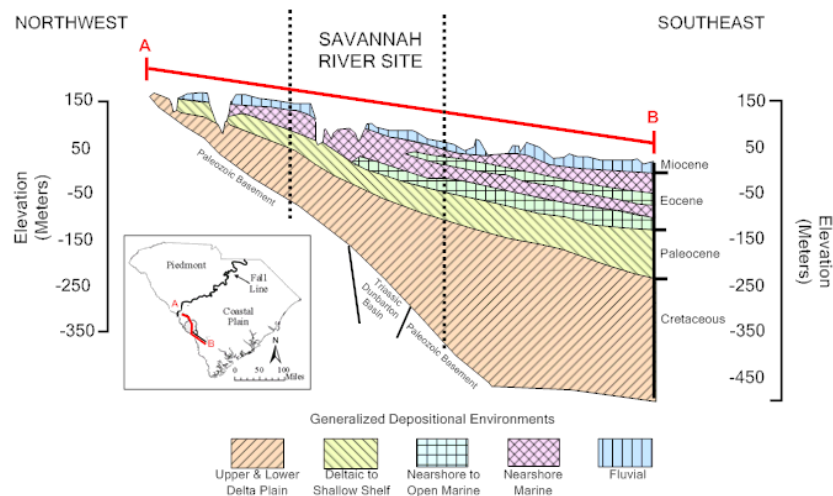 NORTHWEST
SAVANNAH
RIVER SITE
SOUTHEAST
A
B
150
50
-50
-150
-250
-350
Elevation
(Meters)
150
50
-50
-150
-250
-350
-450
Elevation
(Meters)
Miocene
Eocene
Paleocene
Cretaceous
Paleozoic Basement
Triassic
Dunbarton
Basin
Paleozoic Basement
Piedmont
Fall
Line
A
Coastal
Plain
B
N
0 50 100
Miles
Generalized Depositional Environments
Upper & Lower
Delta Plain
Deltaic to
Shallow Shelf
Nearshore to
Open Marine
Nearshore
Marine
Fluvial